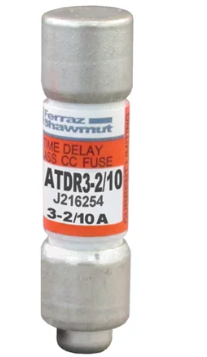 Ferraz
Shawmut
TIME DELAY
CLASS CC FUSE
ATDR3-2/10
J216254
3-2/10 A